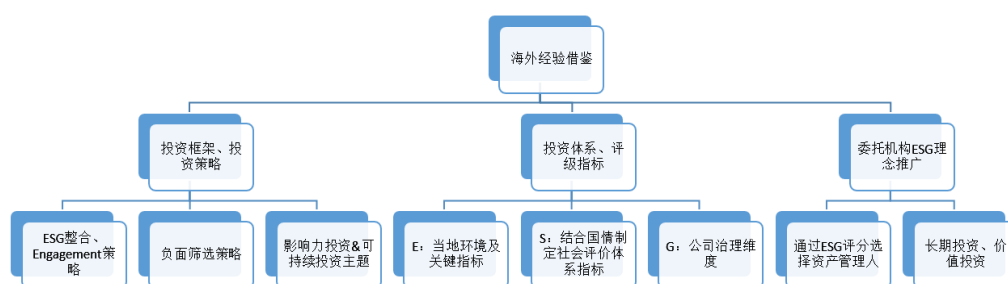 海外经验借鉴
投资框架、投
资策略
投资体系、评
级指标
委托机构ESG理
念推广
ESG整合、
Engagement策
略
负面筛选策略
影响力投资&可
持续投资主题
E：当地环境及
关键指标
S：结合国情制
定社会评价体
系指标
G：公司治理维
度
通过ESG评分选
择资产管理人
长期投资、价
值投资